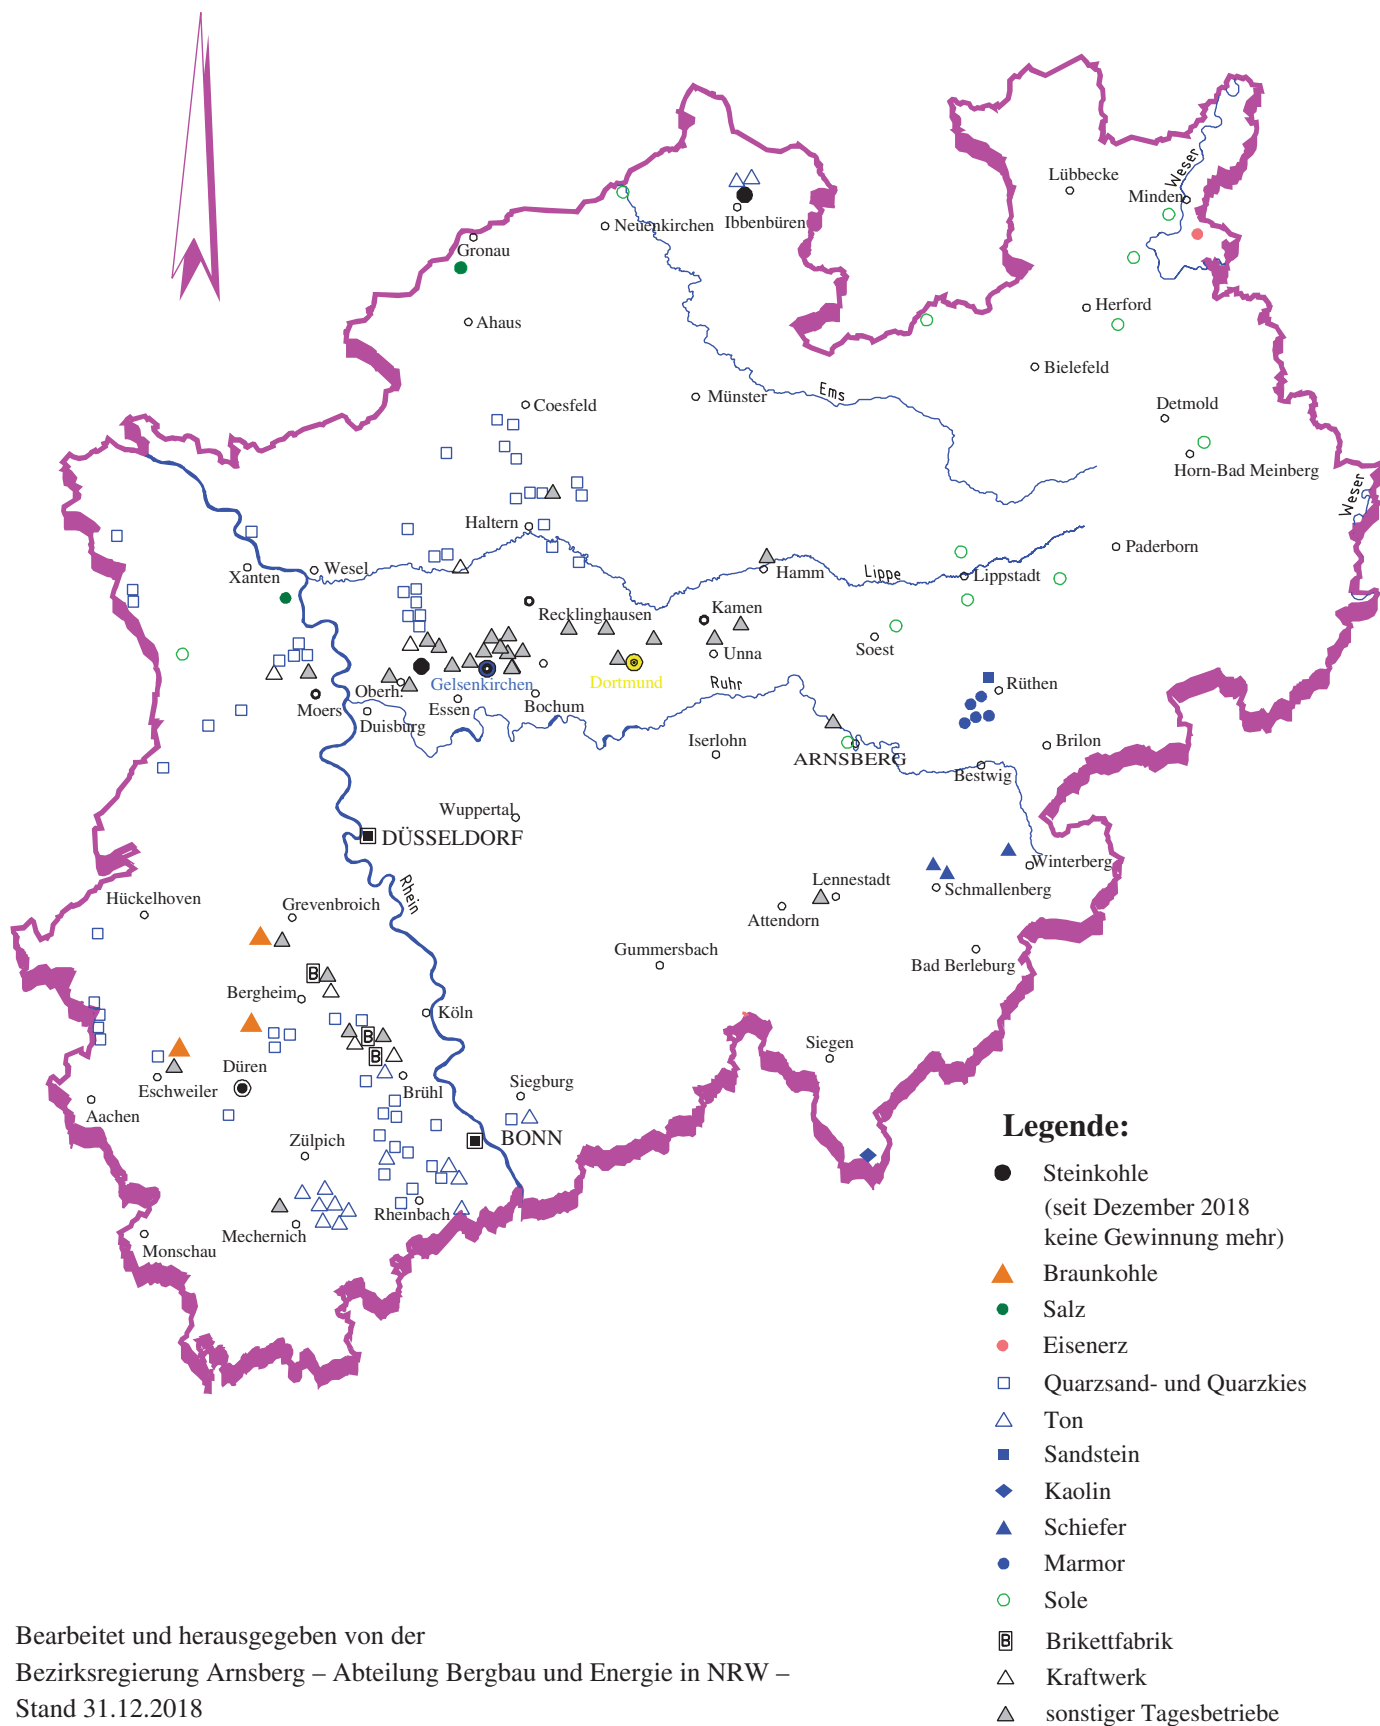 Weser
Lübbecke
Minden
Neuenkirchen
Ibbenbüren
Gronau
Herford
Ahaus
Bielefeld
Ems
Münster
Coesfeld
Detmold
Horn-Bad Meinberg
Weser
Haltern
Paderborn
Xanten
Wesel
Hamm
Lippe
Lippstadt
Recklinghausen
Kamen
Soest
Unna
Gelsenkirchen
Dortmund
Ruhr
Rüthen
Oberh.
Essen
Bochum
Moers
Duisburg
Iserlohn
ARNSBERG
Brilon
Bestwig
Wuppertal
DÜSSELDORF
Winterberg
Rhein
Lennestadt
Schmallenberg
Hückelhoven
Grevenbroich
Attendorn
Gummersbach
Bad Berleburg
Bergheim
Köln
Siegen
Düren
Eschweiler
Brühl
Siegburg
Aachen
BONN
Zülpich
Rheinbach
Mechernich
Monschau
Legende:
Steinkohle
(seit Dezember 2018
keine Gewinnung mehr)
Braunkohle
Salz
Eisenerz
Quarzsand- und Quarzkies
Ton
Sandstein
Kaolin
Schiefer
Marmor
Sole
B Brikettfabrik
Kraftwerk
sonstiger Tagesbetriebe
B
B
B
Bearbeitet und herausgegeben von der
Bezirksregierung Arnsberg – Abteilung Bergbau und Energie in NRW –
Stand 31.12.2018